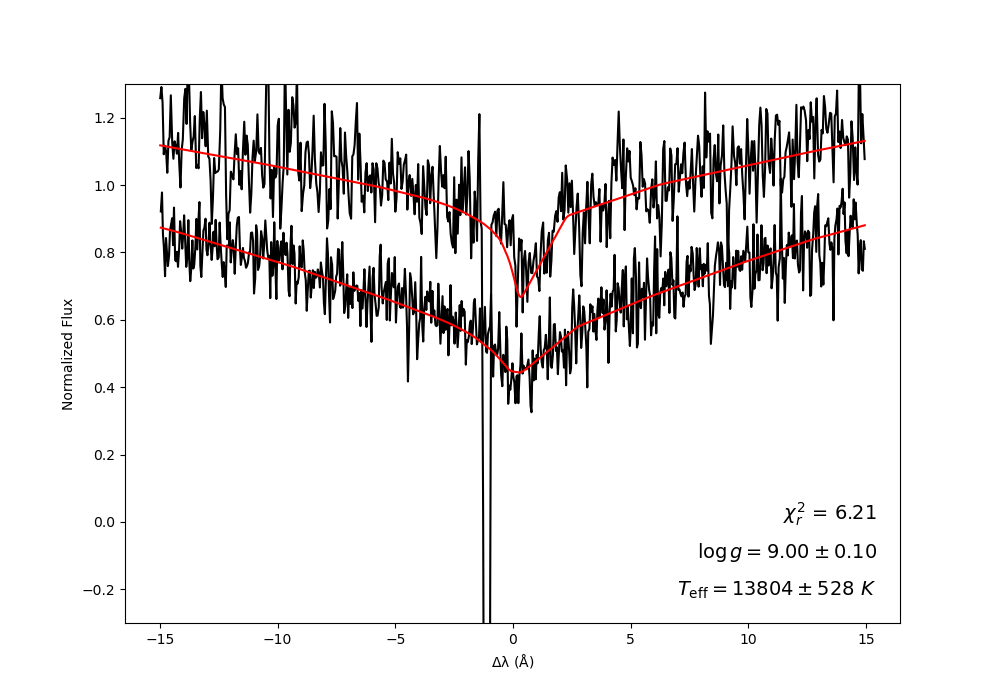 1.2
1.0
0.8
0.6
0.4
0.2
0.0
−0.2
Normalized Flux
−15 −10 −5 0 5 10 15
Δλ (Å)
χ²ᵣ = 6.21
log g = 9.00 ± 0.10
T_eff = 13804 ± 528 K